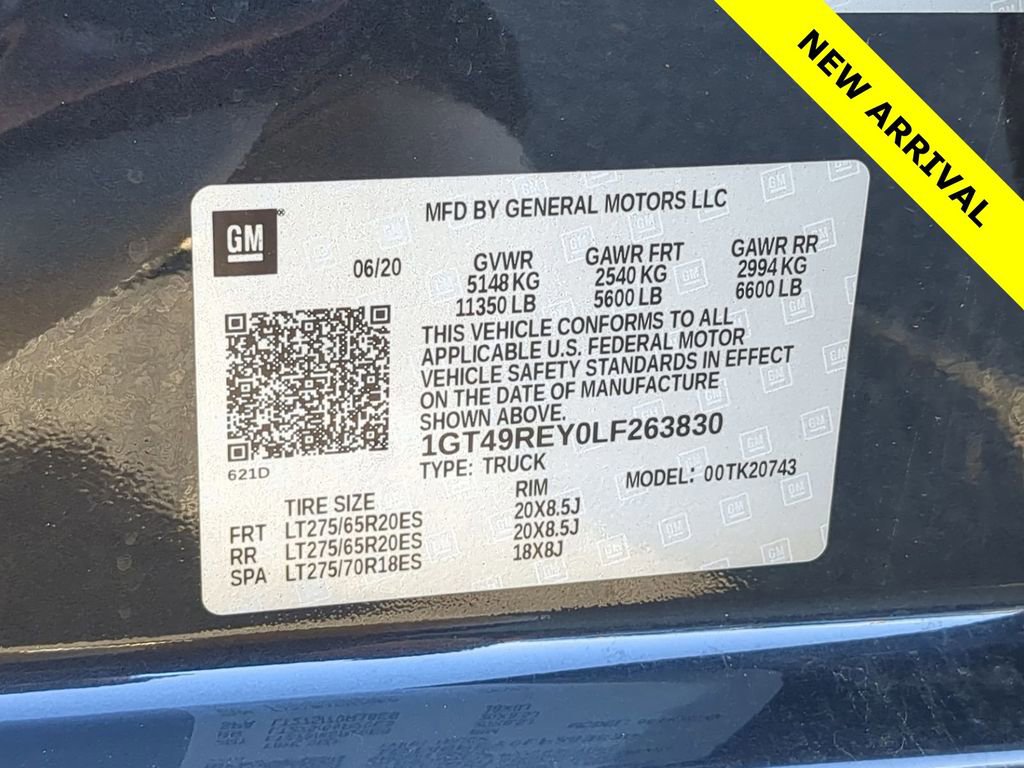 NEW ARRIVAL
MFD BY GENERAL MOTORS LLC
GM
06/20
GVWR
5148 KG
11350 LB
GAWR FRT
2540 KG
5600 LB
GAWR RR
2994 KG
6600 LB
THIS VEHICLE CONFORMS TO ALL
APPLICABLE U.S. FEDERAL MOTOR
VEHICLE SAFETY STANDARDS IN EFFECT
ON THE DATE OF MANUFACTURE
SHOWN ABOVE.
1GT49REY0LF263830
621D
TYPE: TRUCK
MODEL: 00TK20743
TIRE SIZE RIM
FRT LT275/65R20ES 20X8.5J
RR LT275/65R20ES 20X8.5J
SPA LT275/70R18ES 18X8J